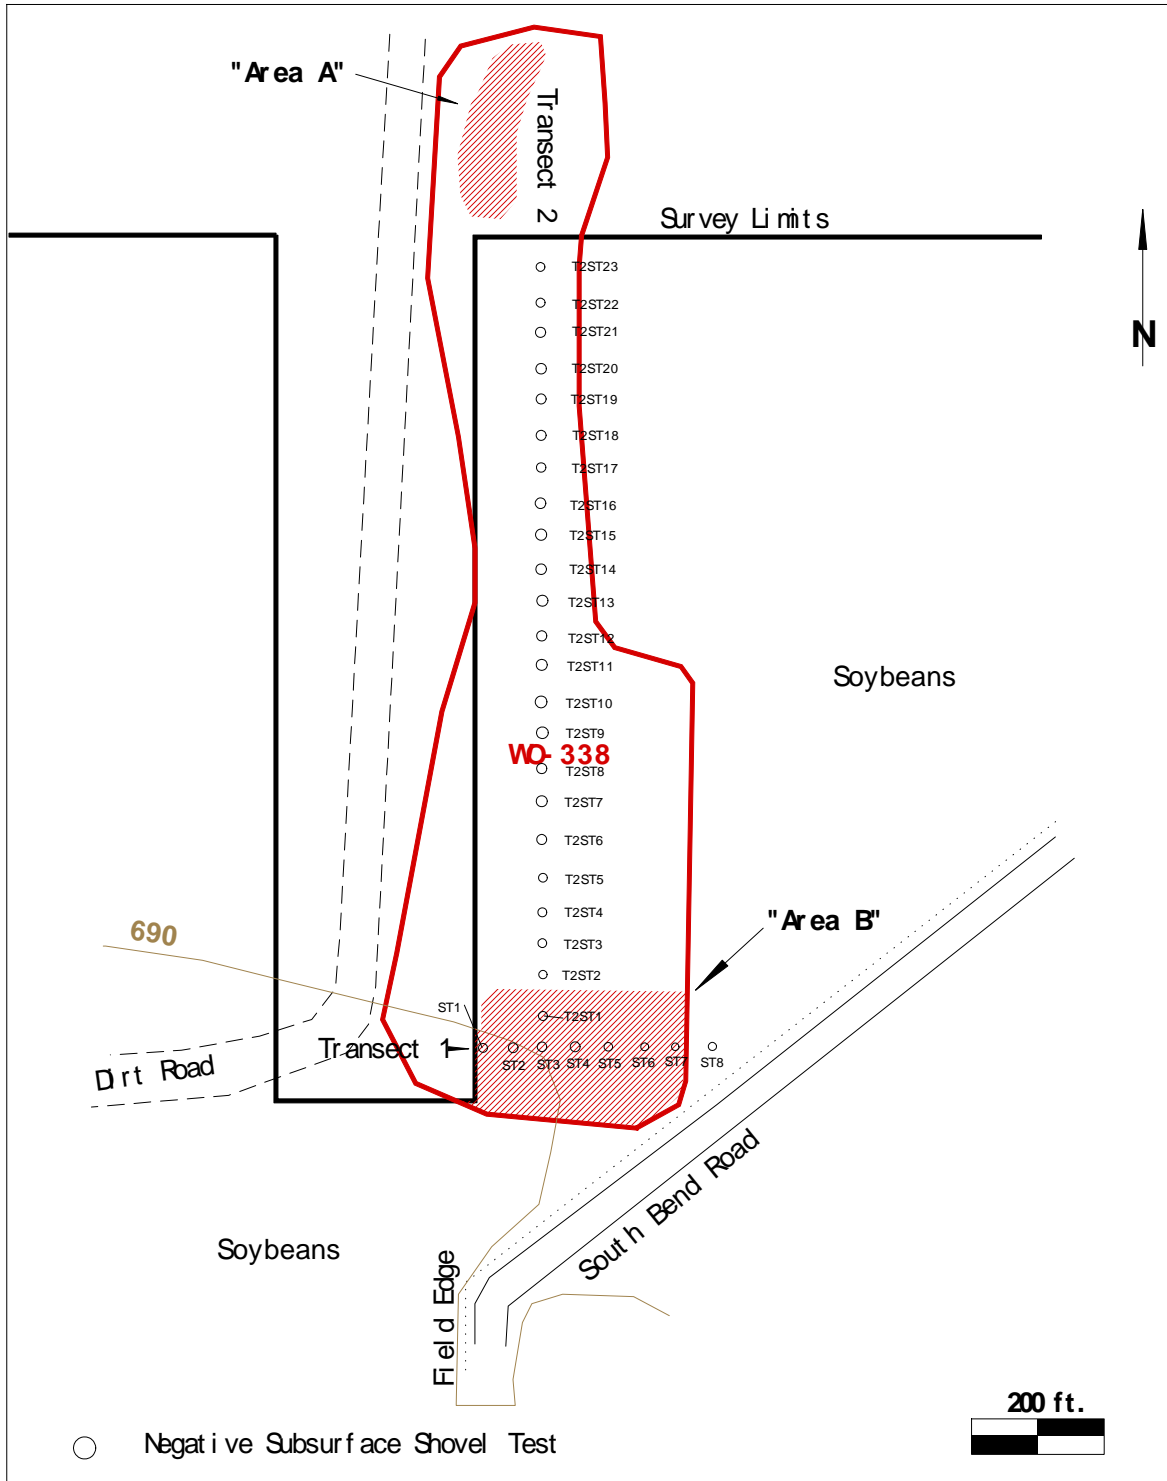 "Area A"
Transect 2
Survey Limits
N
T2ST23
T2ST22
T2ST21
T2ST20
T2ST19
T2ST18
T2ST17
T2ST16
T2ST15
T2ST14
T2ST13
T2ST12
T2ST11
Soybeans
T2ST10
T2ST9
WO-338
T2ST8
T2ST7
T2ST6
T2ST5
T2ST4
"Area B"
690
T2ST3
T2ST2
ST1
T2ST1
Transect 1
ST2 ST3 ST4 ST5 ST6 ST7 ST8
Dirt Road
South Bend Road
Soybeans
Field Edge
200 ft.
Negative Subsurface Shovel Test